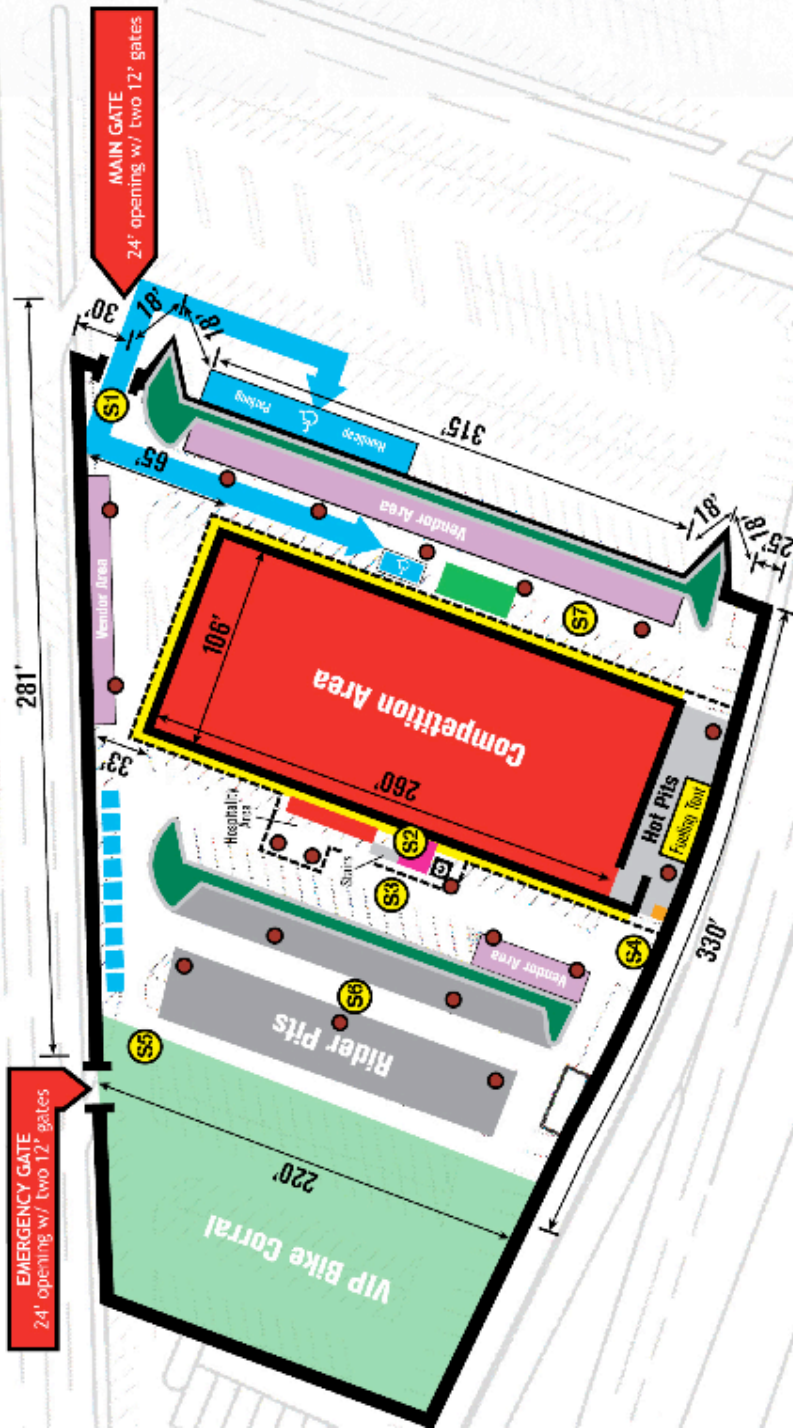 MAIN GATE
24' opening w/ two 12' gates
30'
18'
18'
S1
281'
65'
Handicap
Parking
315'
Vendor Area
Vendor Area
18'
18'
25'
S7
33'
106'
260'
Competition Area
Hospitality
Area
Stairs
S2
S3
Hot Pits
Fueling Tent
S4
330'
Vendor Area
S6
S5
Rider Pits
EMERGENCY GATE
24' opening w/ two 12' gates
220'
VIP Bike Corral